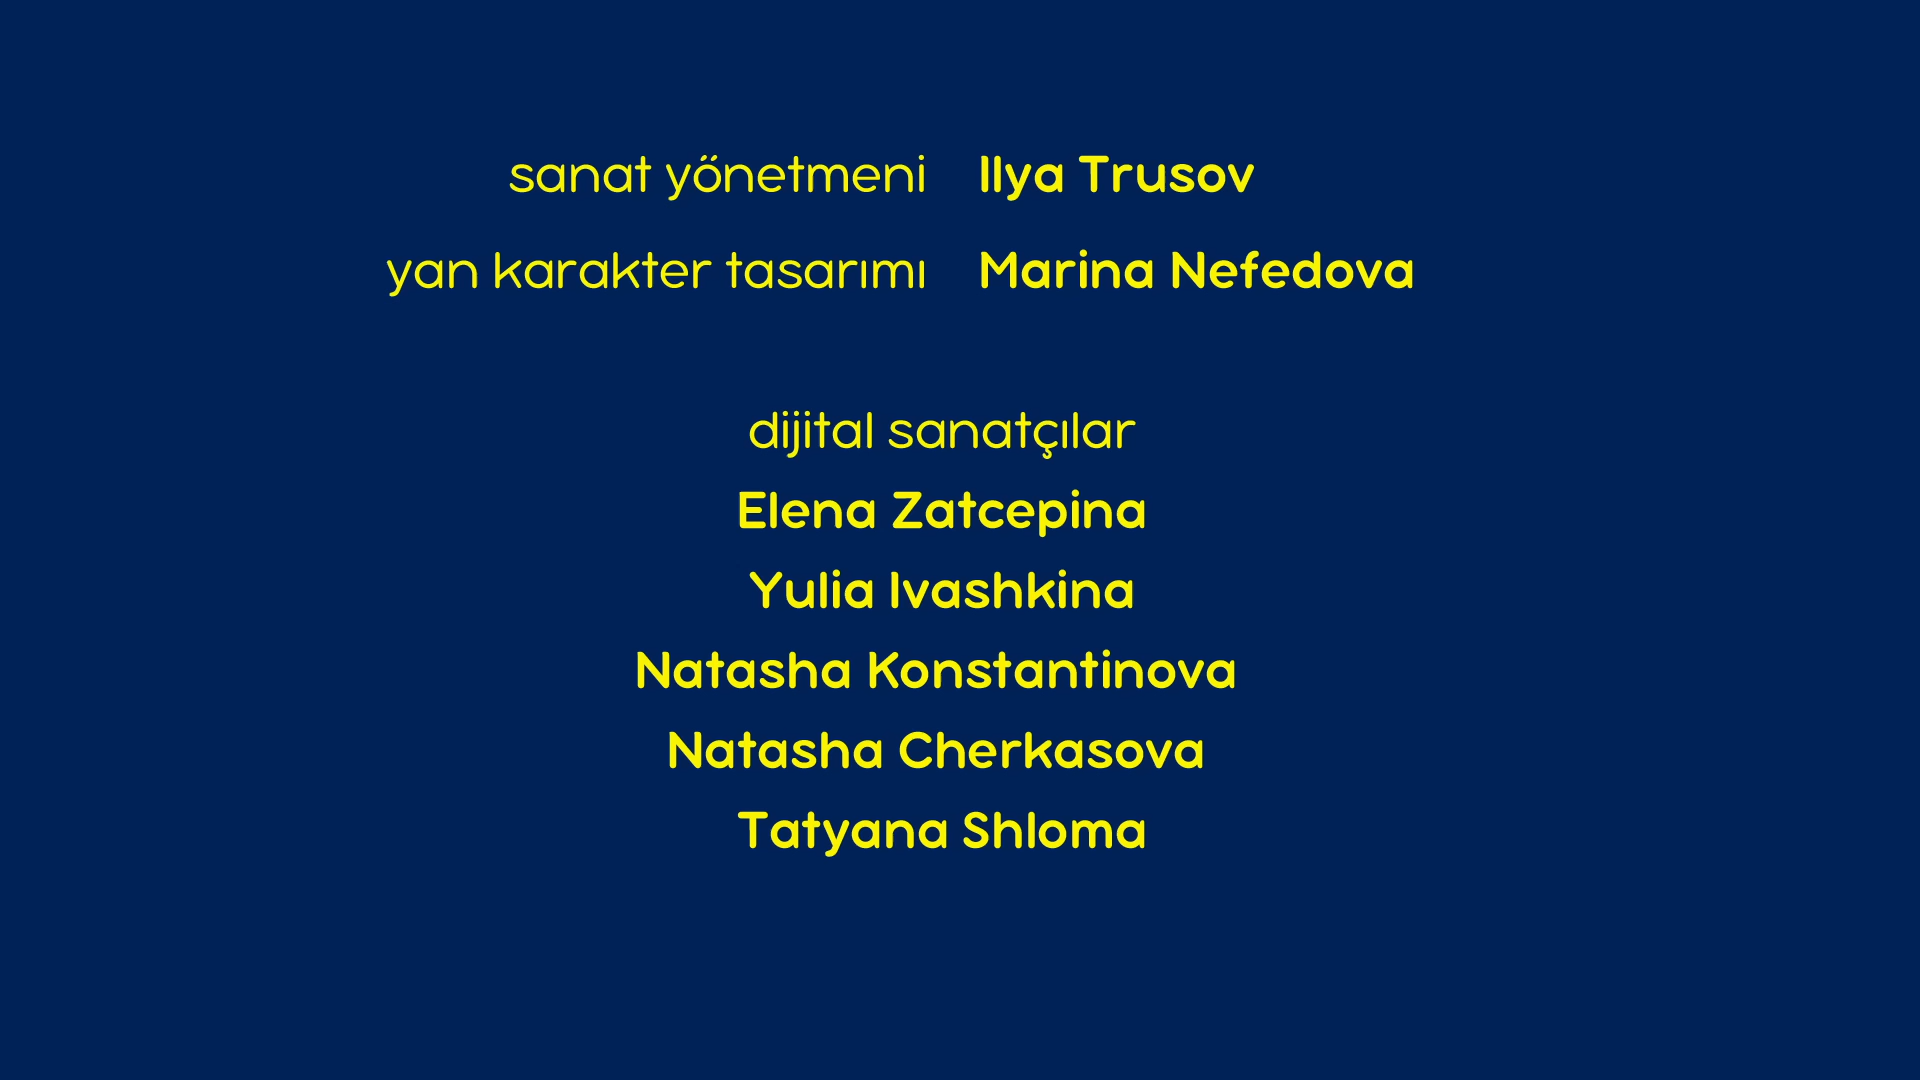 sanat yönetmeni Ilya Trusov
yan karakter tasarımı Marina Nefedova
dijital sanatçılar
Elena Zatcepina
Yulia Ivashkina
Natasha Konstantinova
Natasha Cherkasova
Tatyana Shloma